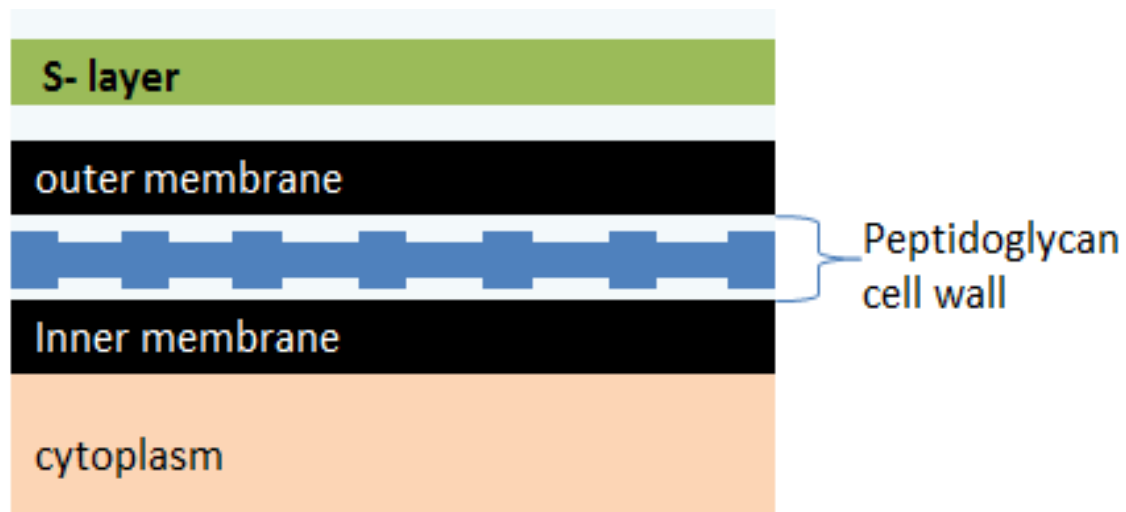 S- layer
outer membrane
Peptidoglycan
cell wall
Inner membrane
cytoplasm